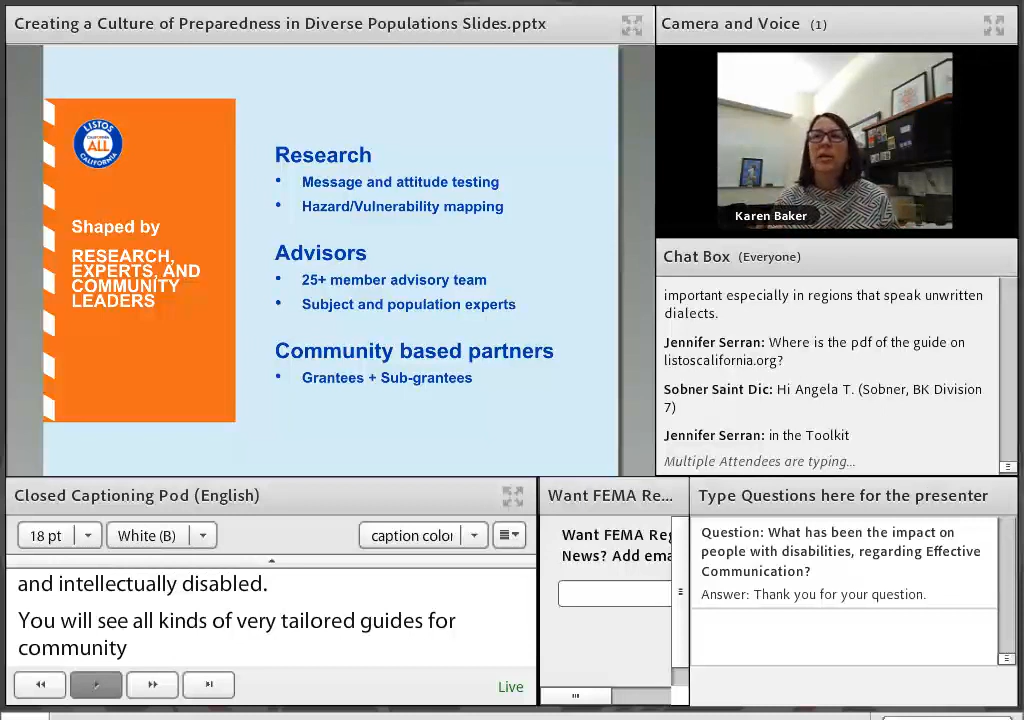 Creating a Culture of Preparedness in Diverse Populations Slides.pptx
LISTOS
CALIFORNIA
ALL
CALIFORNIA
Shaped by
RESEARCH,
EXPERTS, AND
COMMUNITY
LEADERS
Research
• Message and attitude testing
• Hazard/Vulnerability mapping
Advisors
• 25+ member advisory team
• Subject and population experts
Community based partners
• Grantees + Sub-grantees
Camera and Voice (1)
Karen Baker
Chat Box (Everyone)
important especially in regions that speak unwritten
dialects.
Jennifer Serran: Where is the pdf of the guide on
listoscalifornia.org?
Sobner Saint Dic: Hi Angela T. (Sobner, BK Division
7)
Jennifer Serran: in the Toolkit
Multiple Attendees are typing...
Closed Captioning Pod (English)
18 pt
White (B)
caption color
and intellectually disabled.
You will see all kinds of very tailored guides for
community
Live
Want FEMA Re...
Want FEMA Reg
News? Add ema
Type Questions here for the presenter
Question: What has been the impact on
people with disabilities, regarding Effective
Communication?
Answer: Thank you for your question.